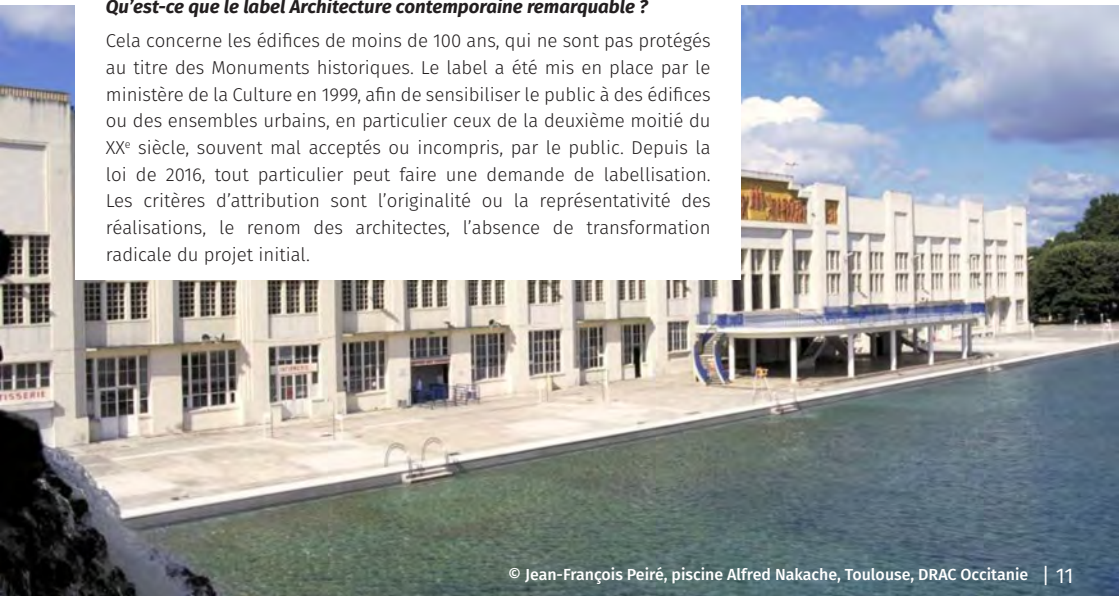 Qu’est-ce que le label Architecture contemporaine remarquable ?
Cela concerne les édifices de moins de 100 ans, qui ne sont pas protégés
au titre des Monuments historiques. Le label a été mis en place par le
ministère de la Culture en 1999, afin de sensibiliser le public à des édifices
ou des ensembles urbains, en particulier ceux de la deuxième moitié du
XXe siècle, souvent mal acceptés ou incompris, par le public. Depuis la
loi de 2016, tout particulier peut faire une demande de labellisation.
Les critères d’attribution sont l’originalité ou la représentativité des
réalisations, le renom des architectes, l’absence de transformation
radicale du projet initial.
TISSERIE
© Jean-François Peiré, piscine Alfred Nakache, Toulouse, DRAC Occitanie | 11